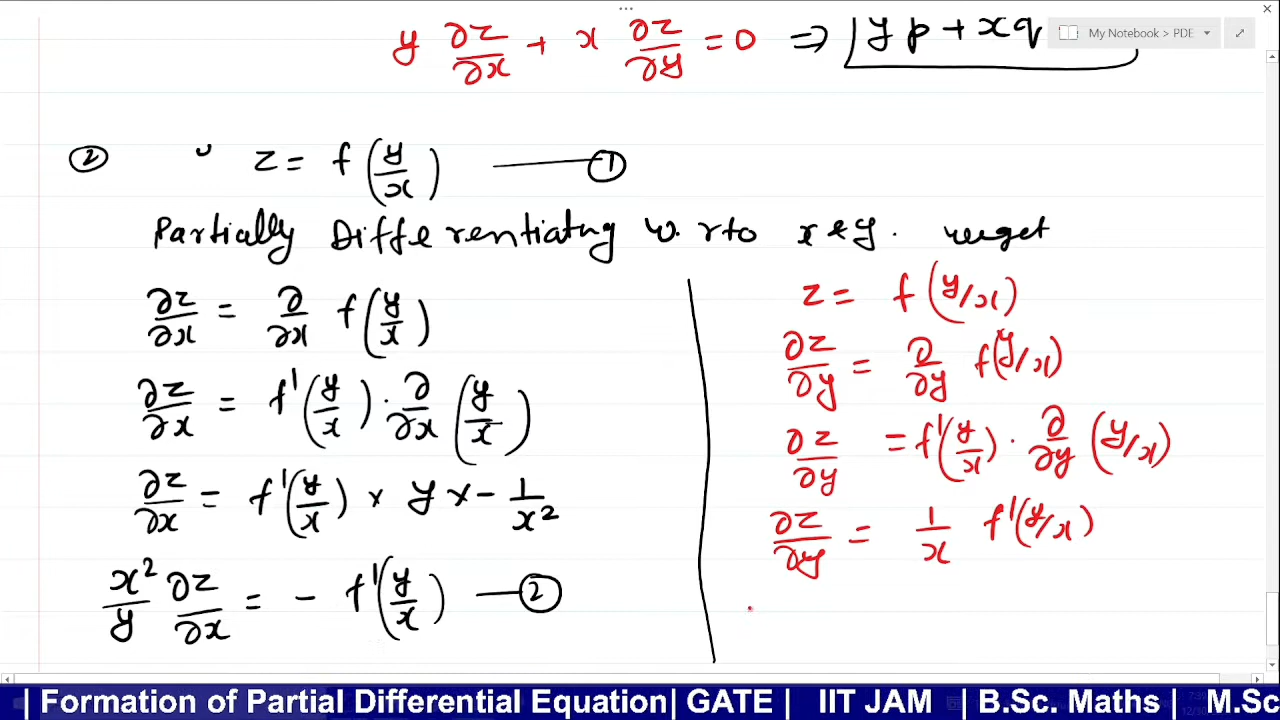 y ∂z/∂x + x ∂z/∂y = 0 ⇒ yp + xq
My Notebook > PDE
② z = f(y/x) —— ①
Partially Differentiating w. r to x & y. we get
∂z/∂x = ∂/∂x f(y/x)
∂z/∂x = f'(y/x) · ∂/∂x (y/x)
∂z/∂x = f'(y/x) × y × - 1/x²
x²/y ∂z/∂x = - f'(y/x) —— ②
z = f(y/x)
∂z/∂y = ∂/∂y f(y/x)
∂z/∂y = f'(y/x) · ∂/∂y (y/x)
∂z/∂y = 1/x f'(y/x)
| Formation of Partial Differential Equation| GATE | IIT JAM | B.Sc. Maths | M.Sc